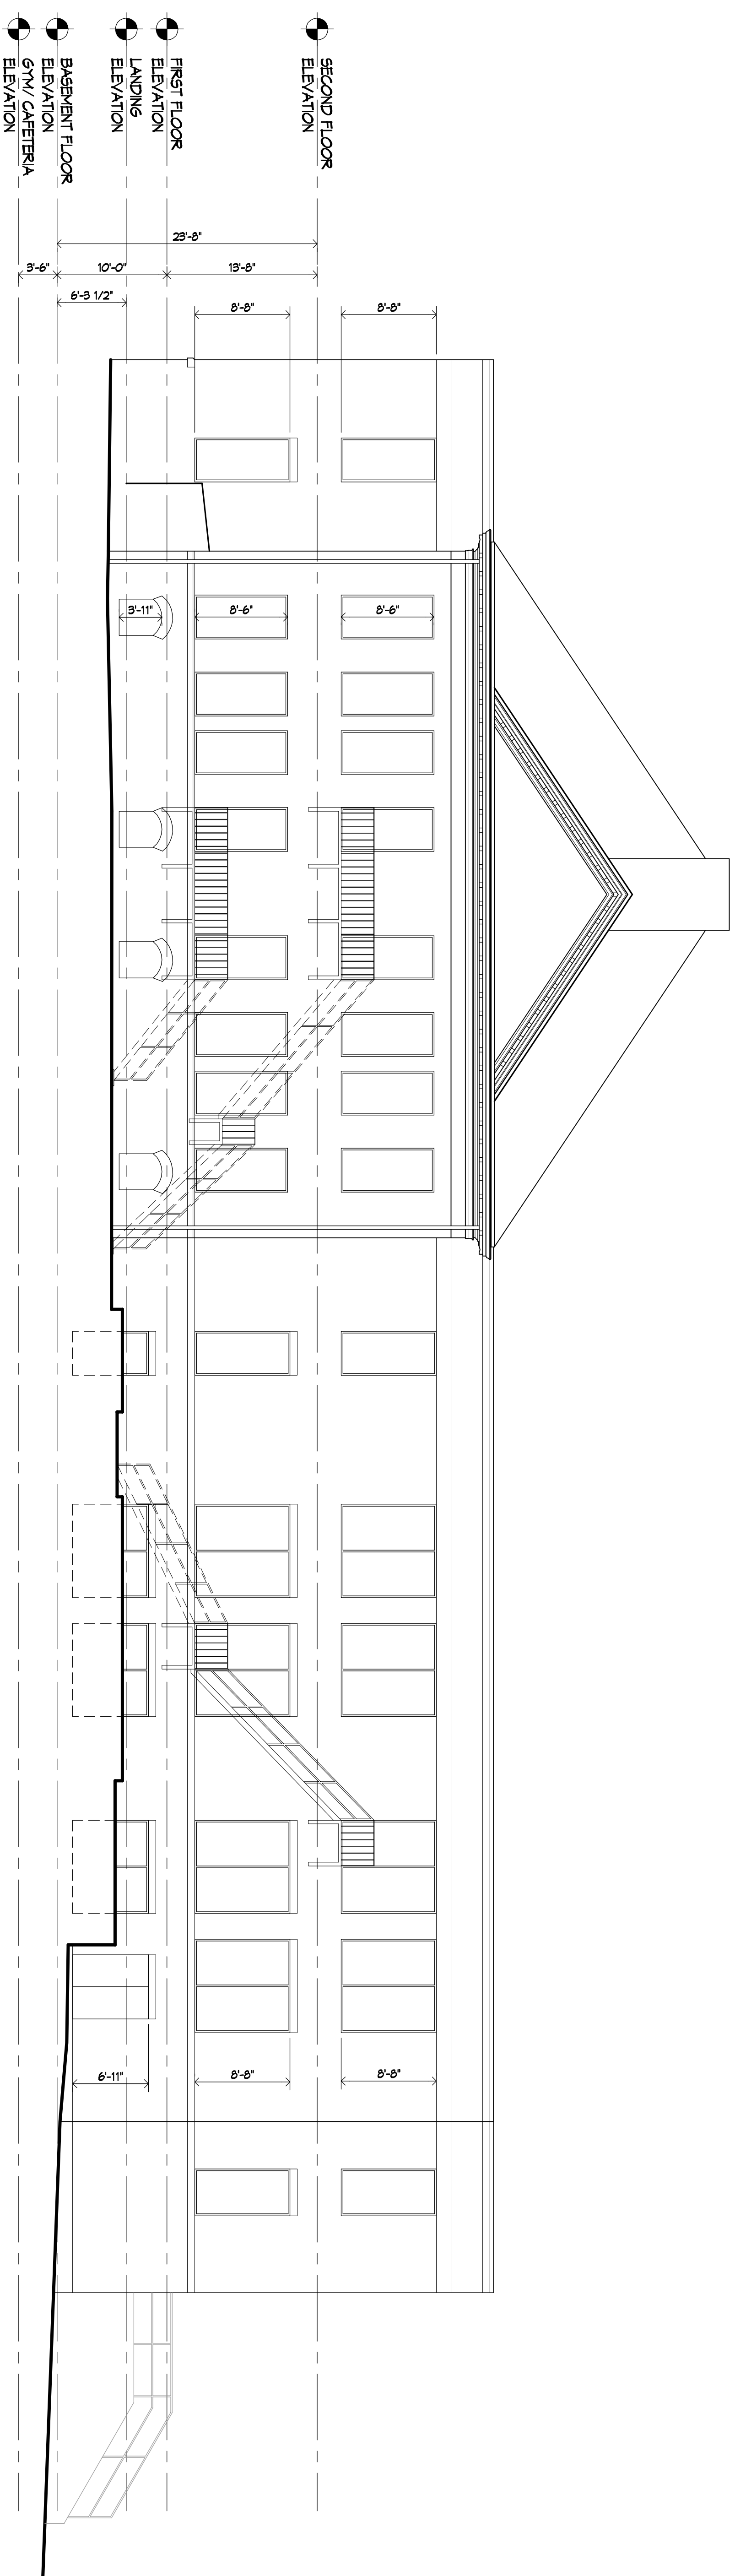 SECOND FLOOR
ELEVATION
FIRST FLOOR
ELEVATION
LANDING
ELEVATION
BASEMENT FLOOR
ELEVATION
GYM/ CAFETERIA
ELEVATION
23'-8"
13'-8"
10'-0"
3'-6"
6'-3 1/2"
8'-8"
8'-8"
8'-6"
8'-6"
3'-11"
8'-8"
8'-8"
6'-11"